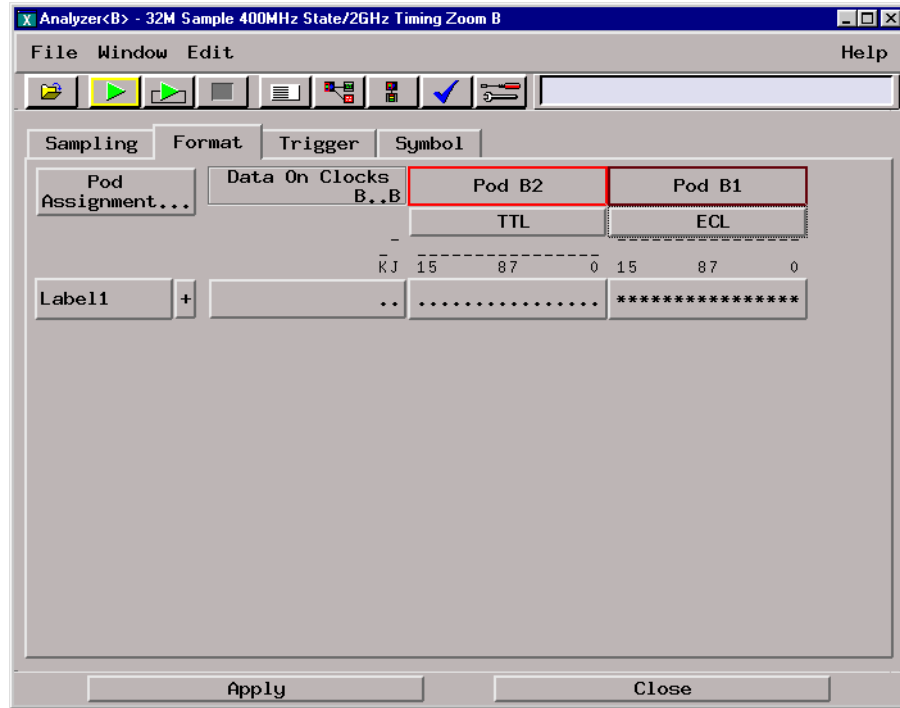 Analyzer<B> - 32M Sample 400MHz State/2GHz Timing Zoom B
File Window Edit Help
Sampling Format Trigger Symbol
Pod Assignment...
Data On Clocks B..B
Pod B2 Pod B1
TTL ECL
KJ 15 87 0 15 87 0
Label1 + .. ................ ****************
Apply Close